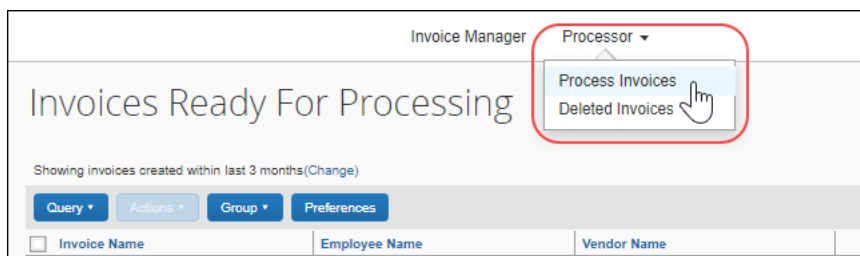 Invoice Manager Processor
Process Invoices
Deleted Invoices
Invoices Ready For Processing
Showing invoices created within last 3 months(Change)
Query Actions Group Preferences
Invoice Name Employee Name Vendor Name